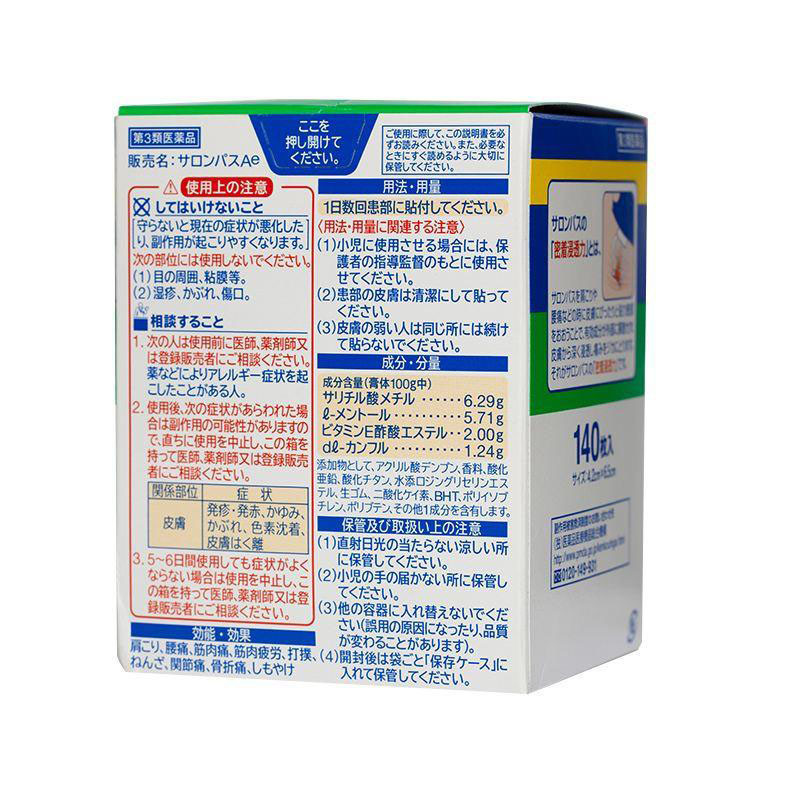 第3類医薬品
販売名：サロンパスAe
ここを
押し開けて
ください。
ご使用に際して、この説明書を必
ずお読みください。また、必要な
ときにすぐ読めるように大切に
保管してください。
⚠ 使用上の注意
してはいけないこと
守らないと現在の症状が悪化した
り、副作用が起こりやすくなります。
次の部位には使用しないでください。
(1)目の周囲、粘膜等。
(2)湿疹、かぶれ、傷口。
相談すること
1.次の人は使用前に医師、薬剤師又
は登録販売者にご相談ください。
薬などによりアレルギー症状を起
こしたことがある人。
2.使用後、次の症状があらわれた場
合は副作用の可能性がありますの
で、直ちに使用を中止し、この箱を
持って医師、薬剤師又は登録販売
者にご相談ください
関係部位 症状
皮膚
発疹・発赤、かゆみ、
かぶれ、色素沈着、
皮膚はく離
3.5～6日間使用しても症状がよく
ならない場合は使用を中止し、こ
の箱を持って医師、薬剤師又は登
録販売者にご相談ください。
効能・効果
肩こり、腰痛、筋肉痛、筋肉疲労、打撲、
ねんざ、関節痛、骨折痛、しもやけ
用法・用量
1日数回患部に貼付してください。
〈用法・用量に関連する注意〉
(1)小児に使用させる場合には、保
護者の指導監督のもとに使用さ
せてください。
(2)患部の皮膚は清潔にして貼って
ください。
(3)皮膚の弱い人は同じ所には続け
て貼らないでください。
成分・分量
成分含量(膏体100g中)
サリチル酸メチル……6.29g
ℓ-メントール……5.71g
ビタミンE酢酸エステル…2.00g
dℓ-カンフル……1.24g
添加物として、アクリル酸デンプン、香料、酸化
亜鉛、酸化チタン、水添ロジングリセリンエス
テル、生ゴム、二酸化ケイ素、BHT、ポリイソブ
チレン、ポリブテン、その他1成分を含有します。
保管及び取扱い上の注意
(1)直射日光の当たらない涼しい所
に保管してください。
(2)小児の手の届かない所に保管し
てください。
(3)他の容器に入れ替えないでくだ
さい(誤用の原因になったり、品質
が変わることがあります)。
(4)開封後は袋ごと「保存ケース」に
入れて保管してください。
第3類医薬品
サロンパスの
「密着浸透力」とは、
サロンパスを肩こりや
140枚入
サイズ:4.2cm×6.5cm
0120-149-931